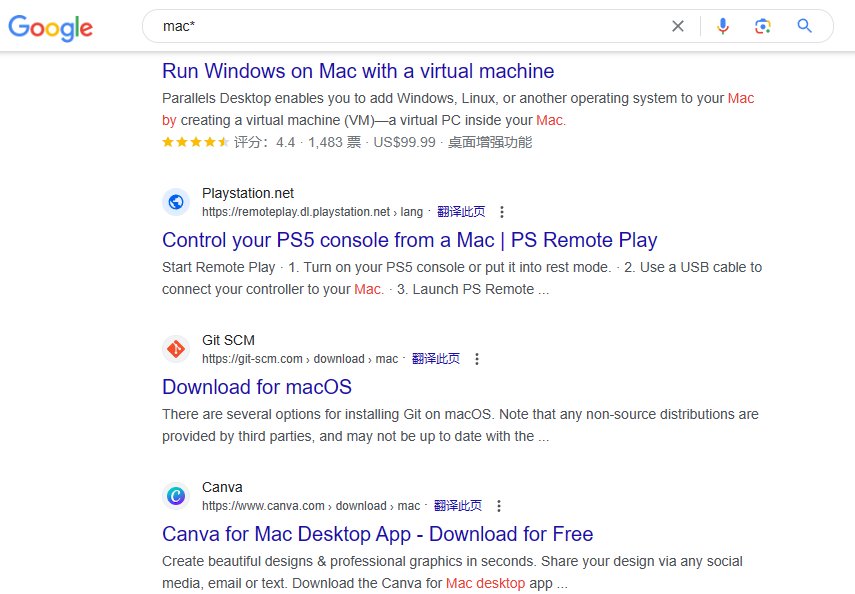 Google
mac*
Run Windows on Mac with a virtual machine
Parallels Desktop enables you to add Windows, Linux, or another operating system to your Mac
by creating a virtual machine (VM)—a virtual PC inside your Mac.
评分：4.4 · 1,483 票 · US$99.99 · 桌面增强功能
Playstation.net
https://remoteplay.dl.playstation.net › lang · 翻译此页
Control your PS5 console from a Mac | PS Remote Play
Start Remote Play · 1. Turn on your PS5 console or put it into rest mode. · 2. Use a USB cable to
connect your controller to your Mac. · 3. Launch PS Remote ...
Git SCM
https://git-scm.com › download › mac · 翻译此页
Download for macOS
There are several options for installing Git on macOS. Note that any non-source distributions are
provided by third parties, and may not be up to date with the ...
Canva
https://www.canva.com › download › mac · 翻译此页
Canva for Mac Desktop App - Download for Free
Create beautiful designs & professional graphics in seconds. Share your design via any social
media, email or text. Download the Canva for Mac desktop app ...